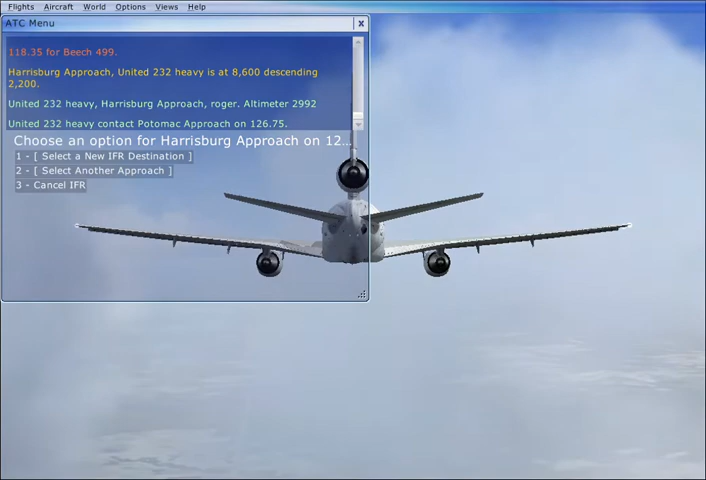 Flights Aircraft World Options Views Help
ATC Menu x
118.35 for Beech 499.
Harrisburg Approach, United 232 heavy is at 8,600 descending
2,200.
United 232 heavy, Harrisburg Approach, roger. Altimeter 2992
United 232 heavy contact Potomac Approach on 126.75.
Choose an option for Harrisburg Approach on 12...
1 - [ Select a New IFR Destination ]
2 - [ Select Another Approach ]
3 - Cancel IFR